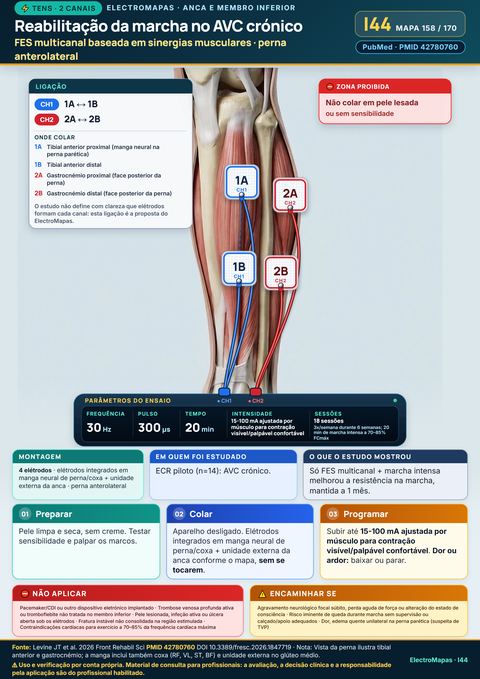 TENS · 2 CANAIS ELECTROMAPAS · ANCA E MEMBRO INFERIOR
Reabilitação da marcha no AVC crónico
FES multicanal baseada em sinergias musculares · perna
anterolateral
I44 MAPA 158 / 170
PubMed · PMID 42780760
LIGAÇÃO
CH1 1A ↔ 1B
CH2 2A ↔ 2B
ONDE COLAR
1A Tibial anterior proximal (manga neural na
perna parética)
1B Tibial anterior distal
2A Gastrocnémio proximal (face posterior da
perna)
2B Gastrocnémio distal (face posterior da perna)
O estudo não define com clareza que elétrodos
formam cada canal: esta ligação é a proposta do
ElectroMapas.
ZONA PROIBIDA
Não colar em pele lesada
ou sem sensibilidade
1A
CH1
2A
CH2
1B
CH1
2B
CH2
CH1 CH2
PARÂMETROS DO ENSAIO
FREQUÊNCIA
30 Hz
PULSO
300 µs
TEMPO
20 min
INTENSIDADE
15-100 mA ajustada por
músculo para contração
visível/palpável confortável
SESSÕES
18 sessões
3x/semana durante 6 semanas; 20
min de marcha intensa a 70-85%
FCmáx
MONTAGEM
4 elétrodos · elétrodos integrados em
manga neural de perna/coxa + unidade
externa da anca · perna anterolateral
EM QUEM FOI ESTUDADO
ECR piloto (n=14): AVC crónico.
O QUE O ESTUDO MOSTROU
Só FES multicanal + marcha intensa
melhorou a resistência na marcha,
mantida a 1 mês.
01 Preparar
Pele limpa e seca, sem creme. Testar
sensibilidade e palpar os marcos.
02 Colar
Aparelho desligado. Elétrodos
integrados em manga neural de
perna/coxa + unidade externa da
anca conforme o mapa, sem se
tocarem.
03 Programar
Subir até 15-100 mA ajustada por
músculo para contração
visível/palpável confortável. Dor ou
ardor: baixar ou parar.
NÃO APLICAR
Pacemaker/CDI ou outro dispositivo eletrónico implantado · Trombose venosa profunda ativa
ou tromboflebite não tratada no membro inferior · Pele lesionada, infeção ativa ou úlcera
aberta sob os elétrodos · Fratura instável não consolidada na região estimulada ·
Contraindicações cardíacas para exercício a 70-85% da frequência cardíaca máxima
ENCAMINHAR SE
Agravamento neurológico focal súbito, perda aguda de força ou alteração do estado de
consciência · Risco iminente de queda durante marcha sem supervisão ou
calçado/apoio adequados · Dor, edema quente unilateral na perna parética (suspeita de
TVP)
Fonte: Levine JT et al. 2026 Front Rehabil Sci PMID 42780760 DOI 10.3389/fresc.2026.1847719 · Nota: Vista da perna ilustra tibial
anterior e gastrocnémio; a manga inclui também coxa (RF, VL, ST, BF) e unidade externa no glúteo médio.
Uso e verificação por conta própria. Material de consulta para profissionais: a avaliação, a decisão clínica e a responsabilidade
pela aplicação são do profissional habilitado.
ElectroMapas · I44